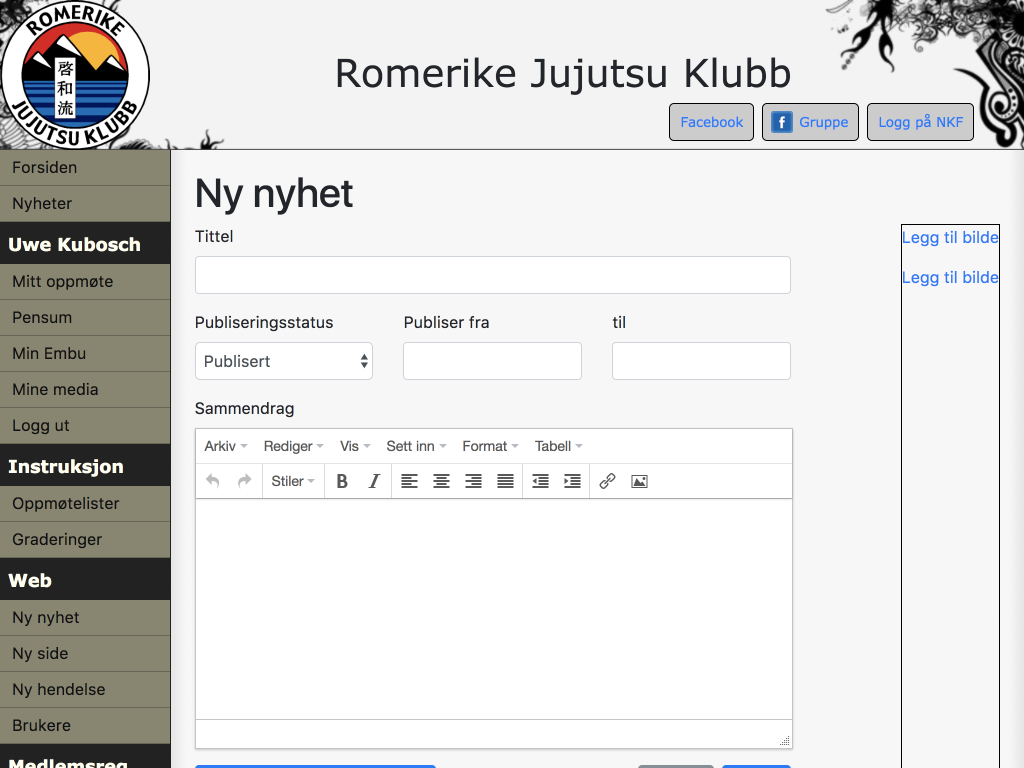 ROMERIKE
啓和流
JUJUTSU KLUBB
Romerike Jujutsu Klubb
Facebook
Gruppe
Logg på NKF
Forsiden
Nyheter
Uwe Kubosch
Mitt oppmøte
Pensum
Min Embu
Mine media
Logg ut
Instruksjon
Oppmøtelister
Graderinger
Web
Ny nyhet
Ny side
Ny hendelse
Brukere
Medlemsreg
Ny nyhet
Tittel
Publiseringsstatus
Publiser fra
til
Publisert
Sammendrag
Arkiv Rediger Vis Sett inn Format Tabell
Stiler B I
Legg til bilde
Legg til bilde